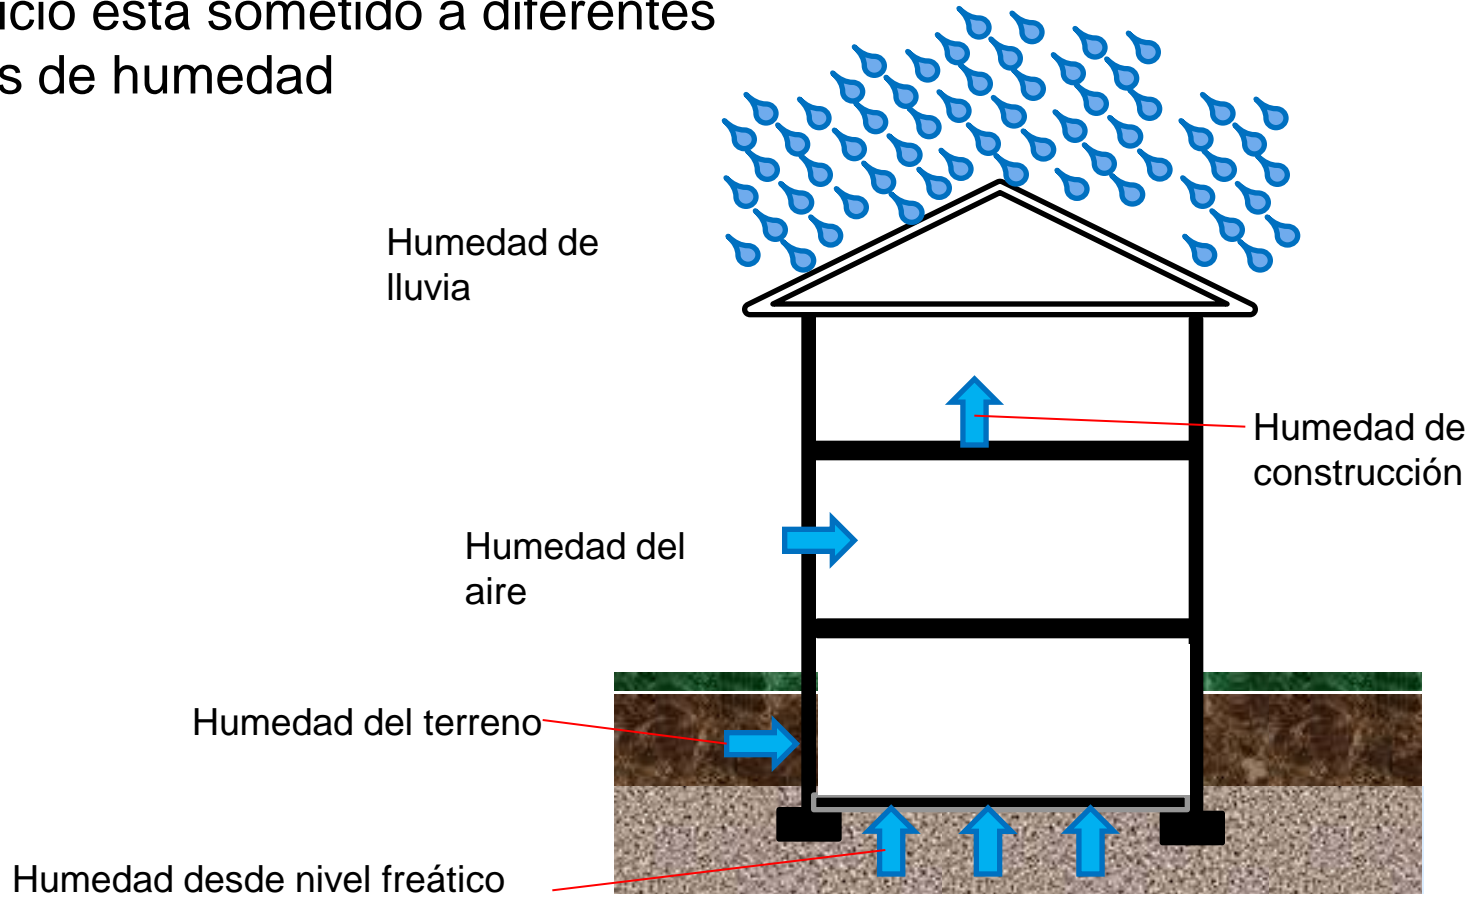 icio está sometido a diferentes
s de humedad
Humedad de
lluvia
Humedad de
construcción
Humedad del
aire
Humedad del terreno
Humedad desde nivel freático